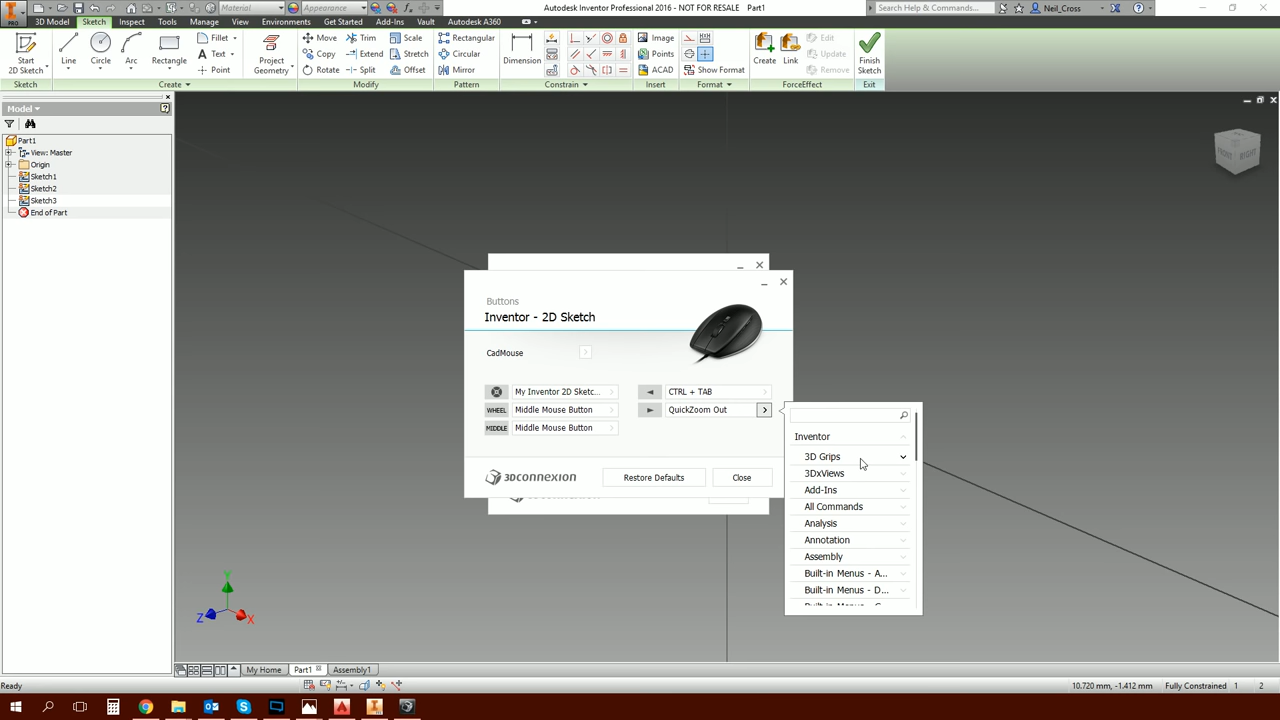 Material
Appearance
Autodesk Inventor Professional 2016 - NOT FOR RESALE Part1
Search Help & Commands...
Neil_Cross
PRO
3D Model Sketch Inspect Tools Manage View Environments Get Started Add-Ins Vault Autodesk A360
Start
2D Sketch
Line
Circle
Arc
Rectangle
Fillet
Text
Point
Project
Geometry
Move Trim Scale
Copy Extend Stretch
Rotate Split Offset
Rectangular
Circular
Mirror
Dimension
Image
Points
ACAD
Show Format
Create
Link
Edit
Update
Remove
Finish
Sketch
Sketch Create Modify Pattern Constrain Insert Format ForceEffect Exit
Model
Part1
View: Master
Origin
Sketch1
Sketch2
Sketch3
End of Part
FRONT
RIGHT
Buttons
Inventor - 2D Sketch
CadMouse
My Inventor 2D Sketc...
CTRL + TAB
WHEEL Middle Mouse Button
QuickZoom Out
MIDDLE Middle Mouse Button
3DCONNEXION
Restore Defaults
Close
Inventor
3D Grips
3DxViews
Add-Ins
All Commands
Analysis
Annotation
Assembly
Built-in Menus - A...
Built-in Menus - D...
Y
Z
X
My Home Part1 Assembly1
Ready
10.720 mm, -1.412 mm Fully Constrained 1 2